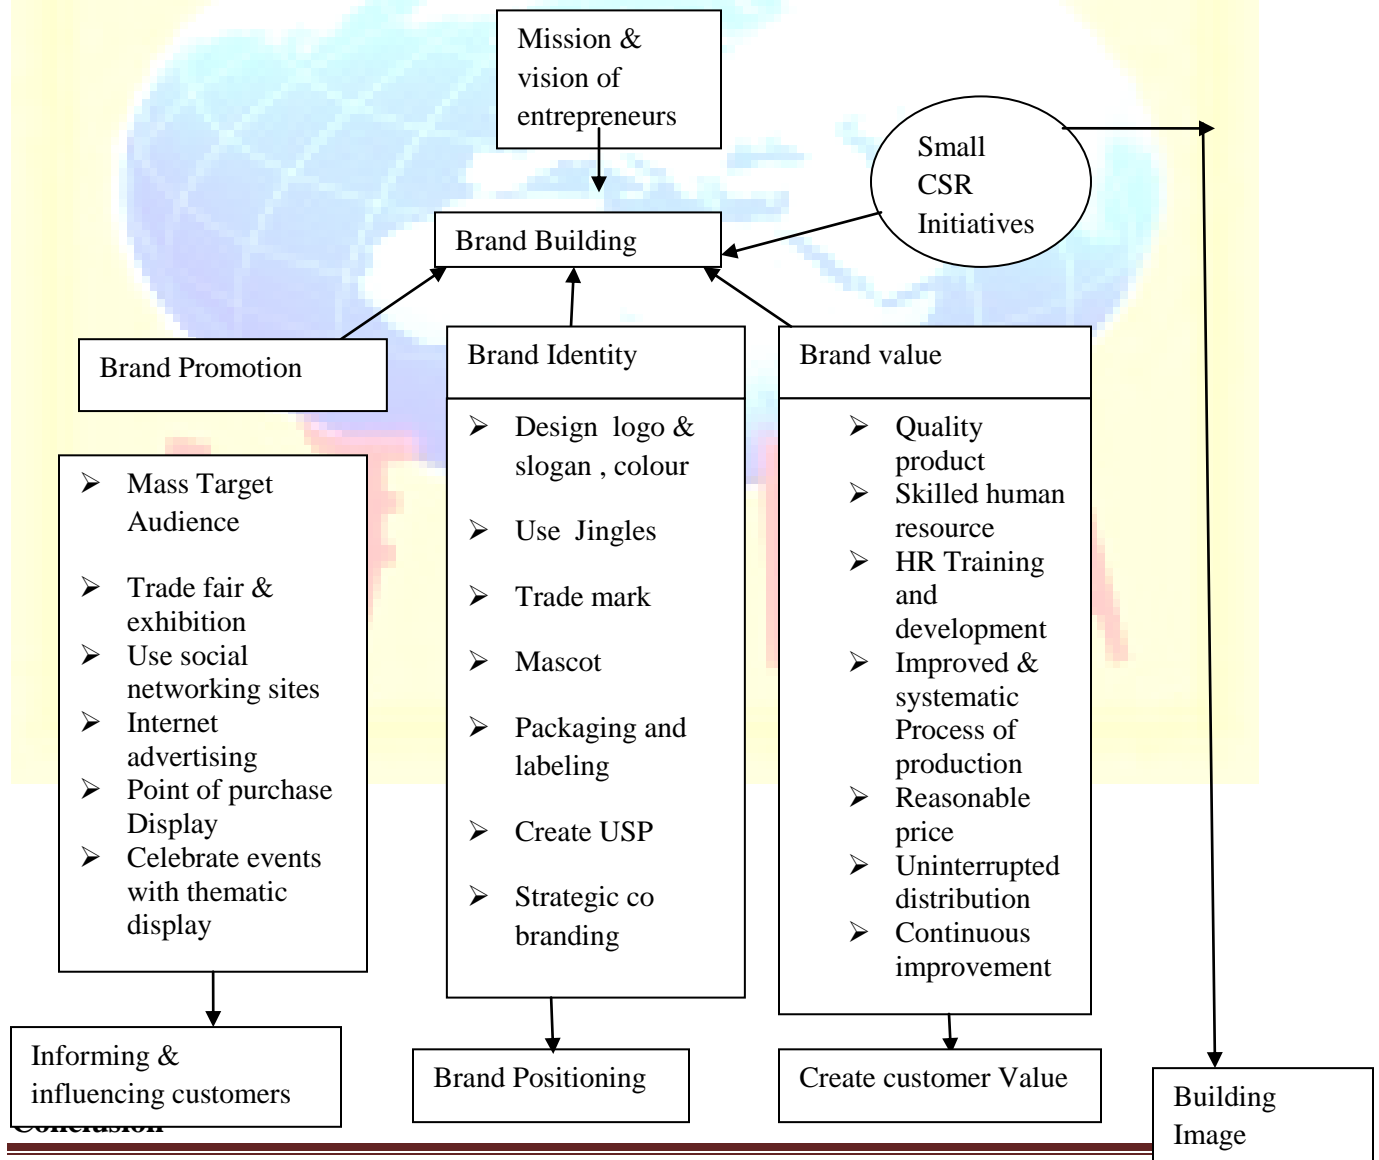 Mission &
vision of
entrepreneurs
Small
CSR
Initiatives
Brand Building
Brand Promotion
Brand Identity
Brand value
➢ Mass Target
Audience
➢ Trade fair &
exhibition
➢ Use social
networking sites
➢ Internet
advertising
➢ Point of purchase
Display
➢ Celebrate events
with thematic
display
➢ Design logo &
slogan , colour
➢ Use Jingles
➢ Trade mark
➢ Mascot
➢ Packaging and
labeling
➢ Create USP
➢ Strategic co
branding
➢ Quality
product
➢ Skilled human
resource
➢ HR Training
and
development
➢ Improved &
systematic
Process of
production
➢ Reasonable
price
➢ Uninterrupted
distribution
➢ Continuous
improvement
Informing &
influencing customers
Brand Positioning
Create customer Value
Building
Image
Conclusion